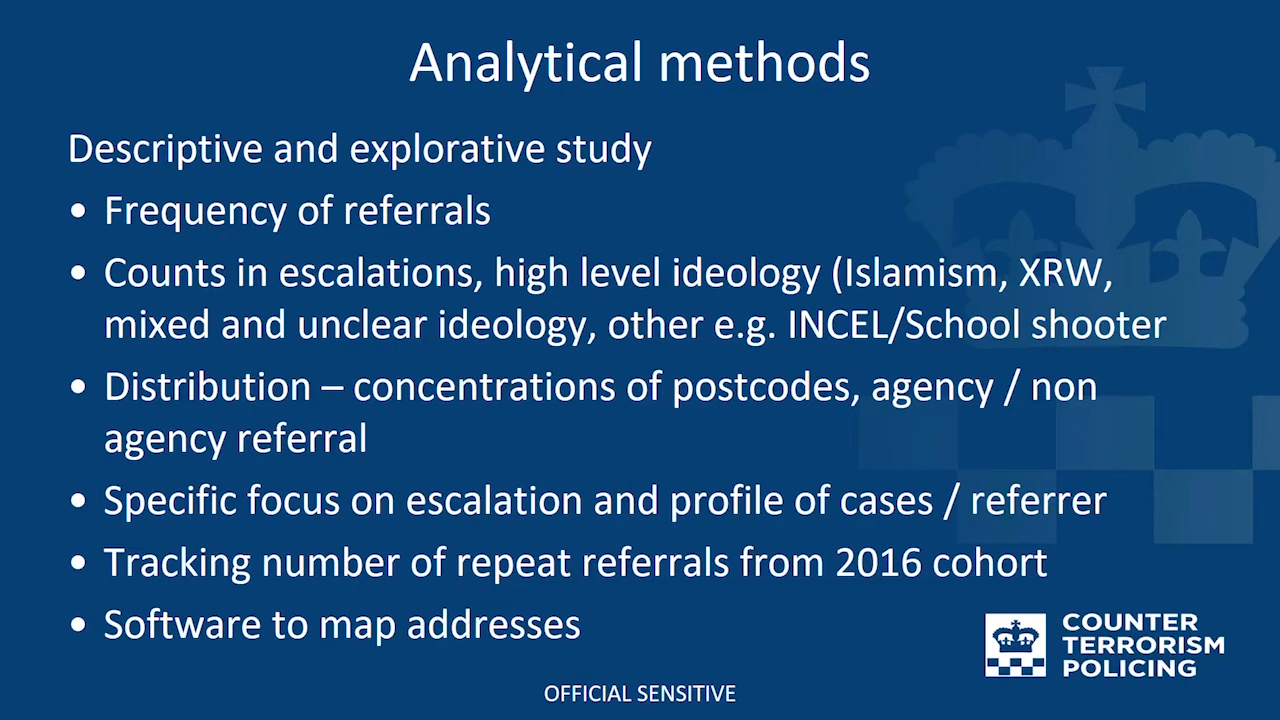 Analytical methods
Descriptive and explorative study
• Frequency of referrals
• Counts in escalations, high level ideology (Islamism, XRW,
mixed and unclear ideology, other e.g. INCEL/School shooter
• Distribution – concentrations of postcodes, agency / non
agency referral
• Specific focus on escalation and profile of cases / referrer
• Tracking number of repeat referrals from 2016 cohort
• Software to map addresses
COUNTER
TERRORISM
POLICING
OFFICIAL SENSITIVE